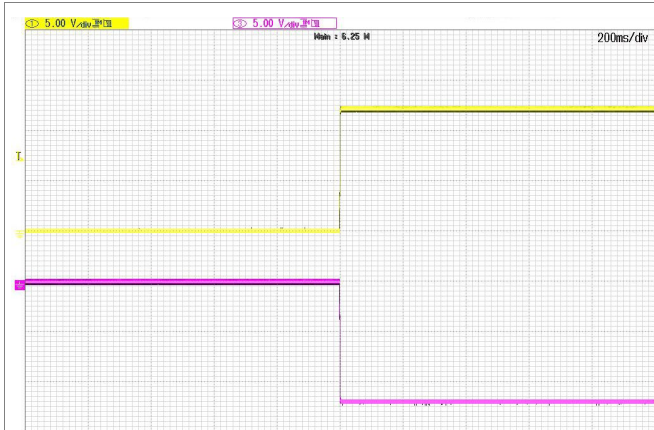 ① 5.00 V/div
③ 5.00 V/div
Main : 6.25 M
200ms/div
T